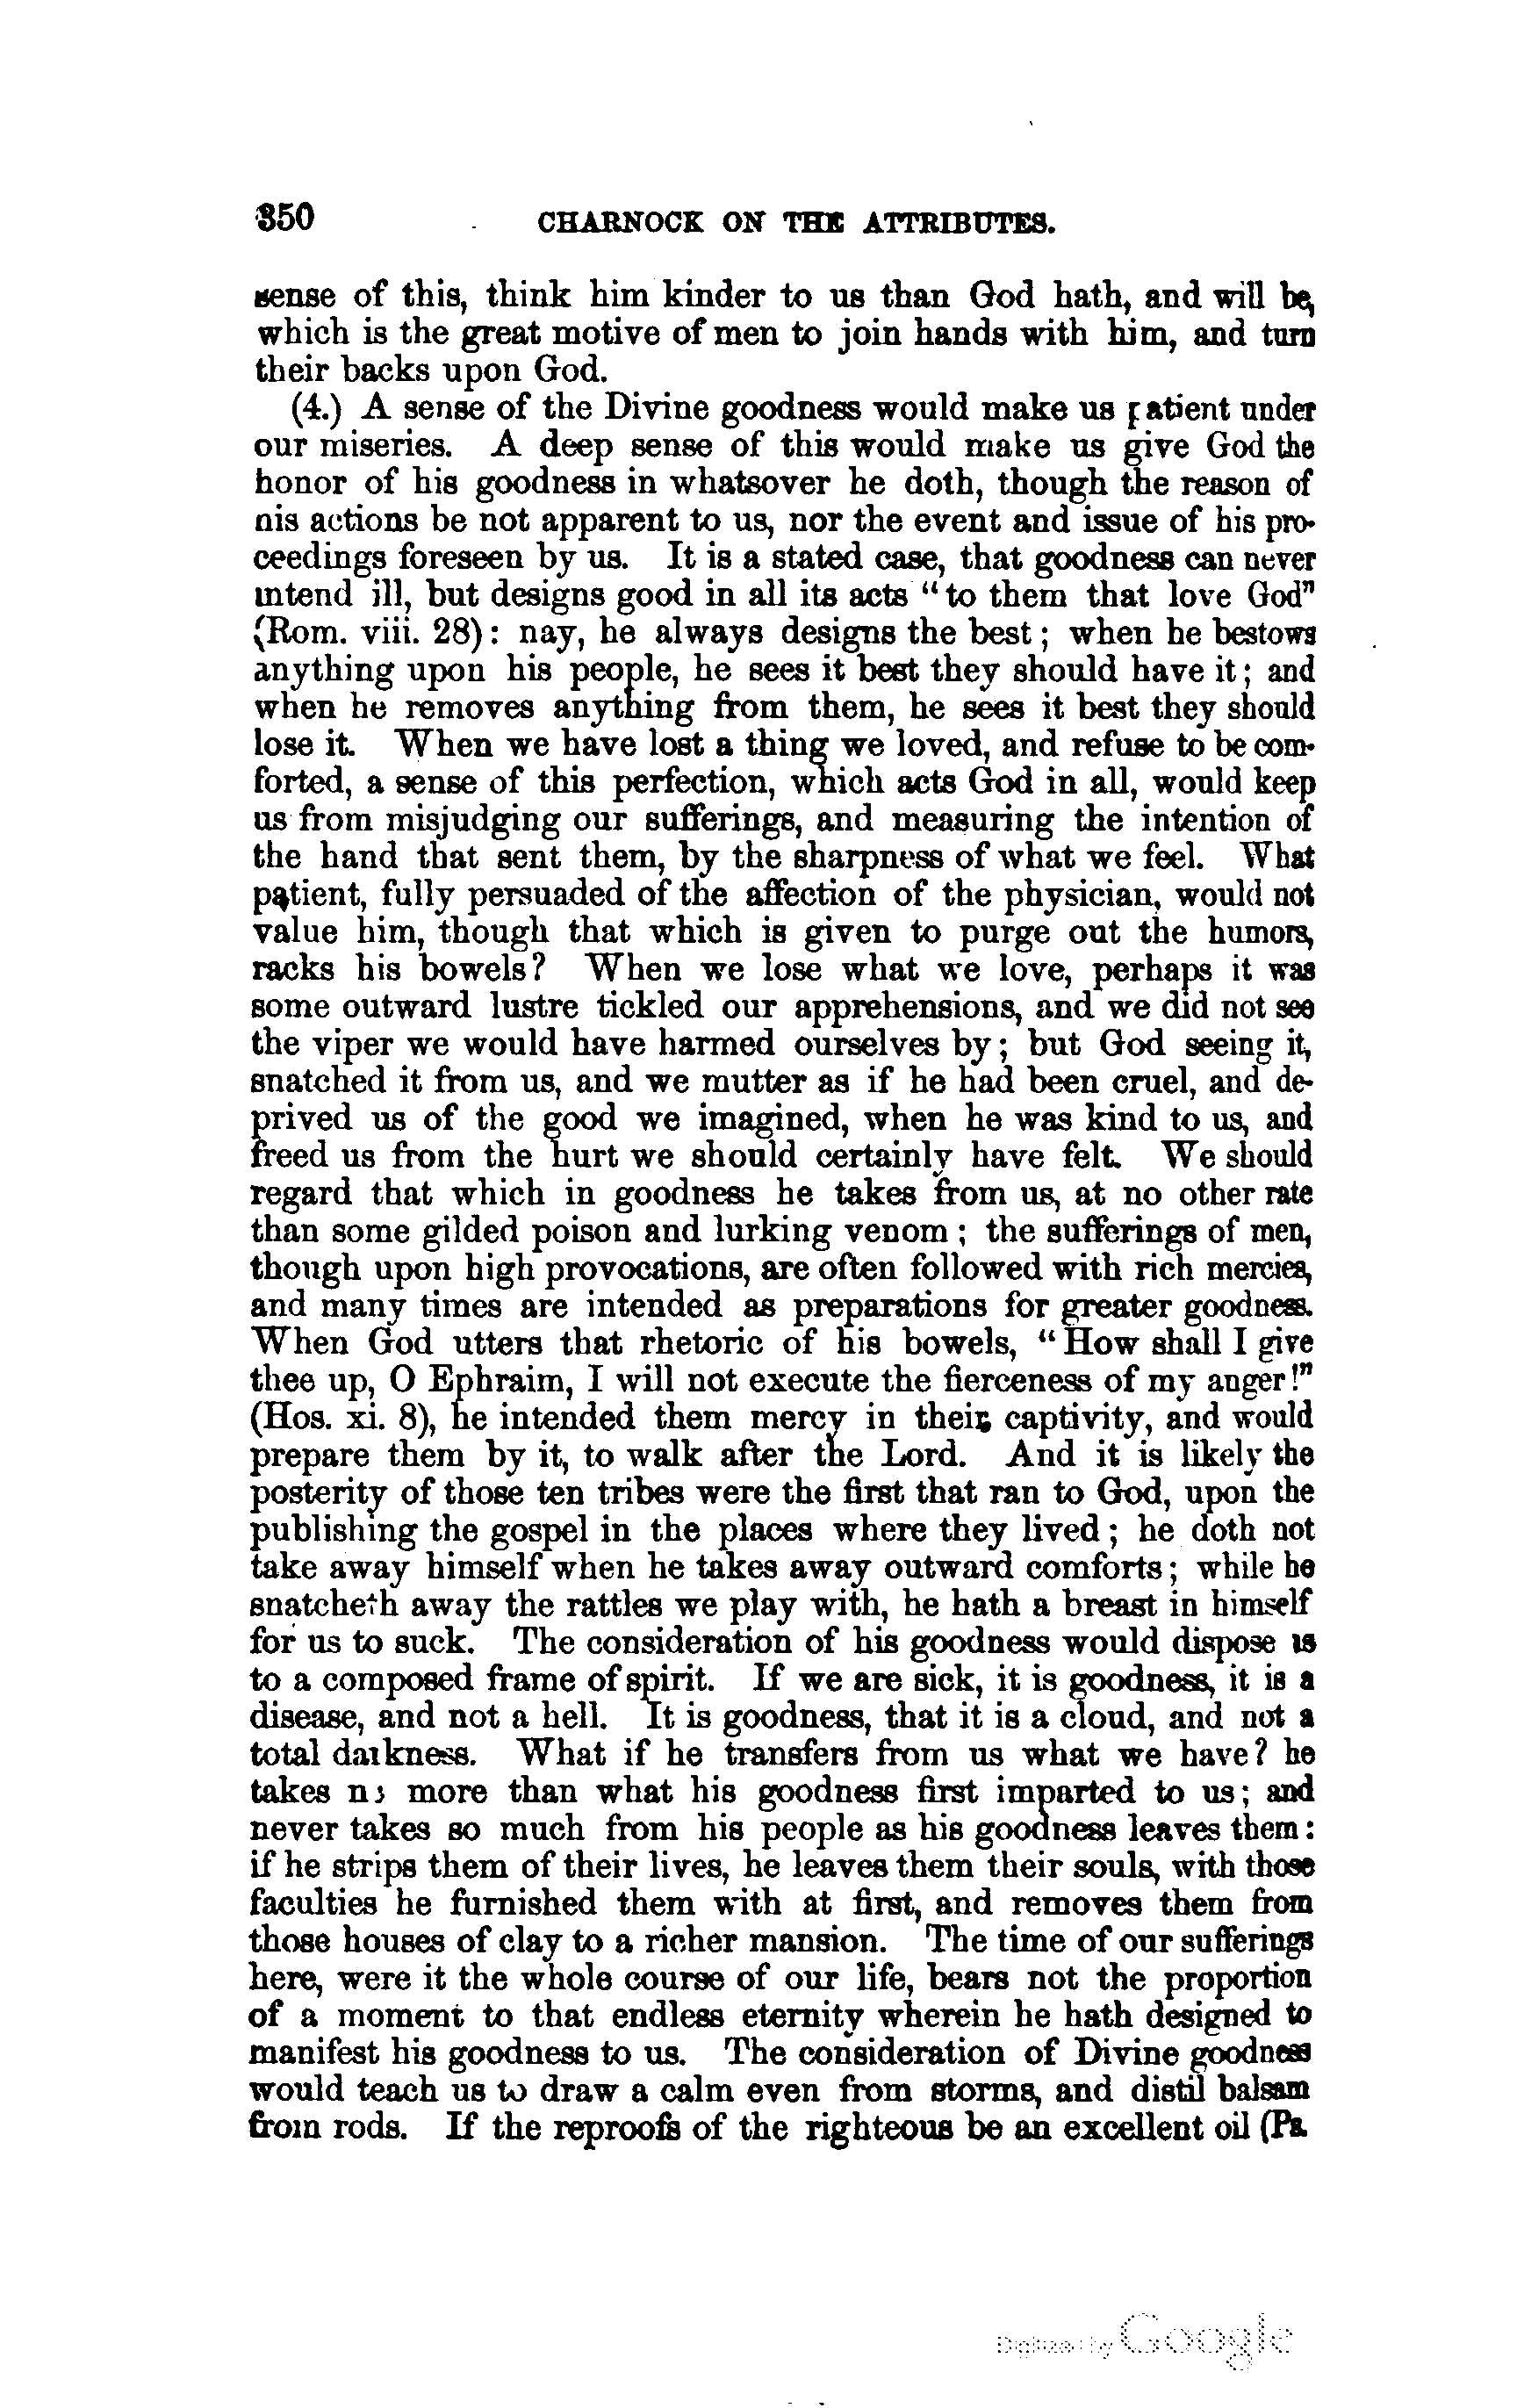 350 CHARNOCK ON THE ATTRIBUTES.
sense of this, think him kinder to us than God hath, and will be,
which is the great motive of men to join hands with him, and turn
their backs upon God.
(4.) A sense of the Divine goodness would make us patient under
our miseries. A deep sense of this would make us give God the
honor of his goodness in whatsover he doth, though the reason of
his actions be not apparent to us, nor the event and issue of his pro-
ceedings foreseen by us. It is a stated case, that goodness can never
intend ill, but designs good in all its acts "to them that love God"
(Rom. viii. 28): nay, he always designs the best; when he bestows
anything upon his people, he sees it best they should have it; and
when he removes anything from them, he sees it best they should
lose it. When we have lost a thing we loved, and refuse to be com-
forted, a sense of this perfection, which acts God in all, would keep
us from misjudging our sufferings, and measuring the intention of
the hand that sent them, by the sharpness of what we feel. What
patient, fully persuaded of the affection of the physician, would not
value him, though that which is given to purge out the humors,
racks his bowels? When we lose what we love, perhaps it was
some outward lustre tickled our apprehensions, and we did not see
the viper we would have harmed ourselves by; but God seeing it,
snatched it from us, and we mutter as if he had been cruel, and de-
prived us of the good we imagined, when he was kind to us, and
freed us from the hurt we should certainly have felt. We should
regard that which in goodness he takes from us, at no other rate
than some gilded poison and lurking venom; the sufferings of men,
though upon high provocations, are often followed with rich mercies,
and many times are intended as preparations for greater goodness.
When God utters that rhetoric of his bowels, "How shall I give
thee up, O Ephraim, I will not execute the fierceness of my anger!"
(Hos. xi. 8), he intended them mercy in their captivity, and would
prepare them by it, to walk after the Lord. And it is likely the
posterity of those ten tribes were the first that ran to God, upon the
publishing the gospel in the places where they lived; he doth not
take away himself when he takes away outward comforts; while he
snatcheth away the rattles we play with, he hath a breast in himself
for us to suck. The consideration of his goodness would dispose us
to a composed frame of spirit. If we are sick, it is goodness, it is a
disease, and not a hell. It is goodness, that it is a cloud, and not a
total darkness. What if he transfers from us what we have? he
takes no more than what his goodness first imparted to us; and
never takes so much from his people as his goodness leaves them:
if he strips them of their lives, he leaves them their souls, with those
faculties he furnished them with at first, and removes them from
those houses of clay to a richer mansion. The time of our sufferings
here, were it the whole course of our life, bears not the proportion
of a moment to that endless eternity wherein he hath designed to
manifest his goodness to us. The consideration of Divine goodness
would teach us to draw a calm even from storms, and distil balsam
from rods. If the reproofs of the righteous be an excellent oil (Ps.
Digitized by Google